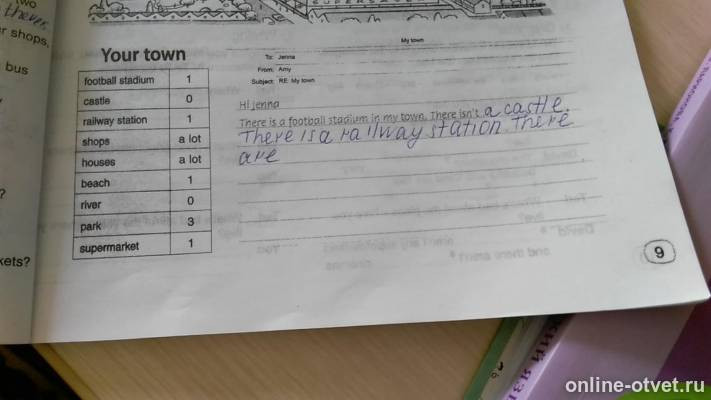 two
there
r shops,
bus
?
kets?
SUPERSAVER
Your town
football stadium 1
castle 0
railway station 1
shops a lot
houses a lot
beach 1
river 0
park 3
supermarket 1
My town
To: Jenna
From: Amy
Subject: RE: My town
Hi Jenna
There is a football stadium in my town. There isn't a castle.
There is a railway station There
are
9
online-otvet.ru